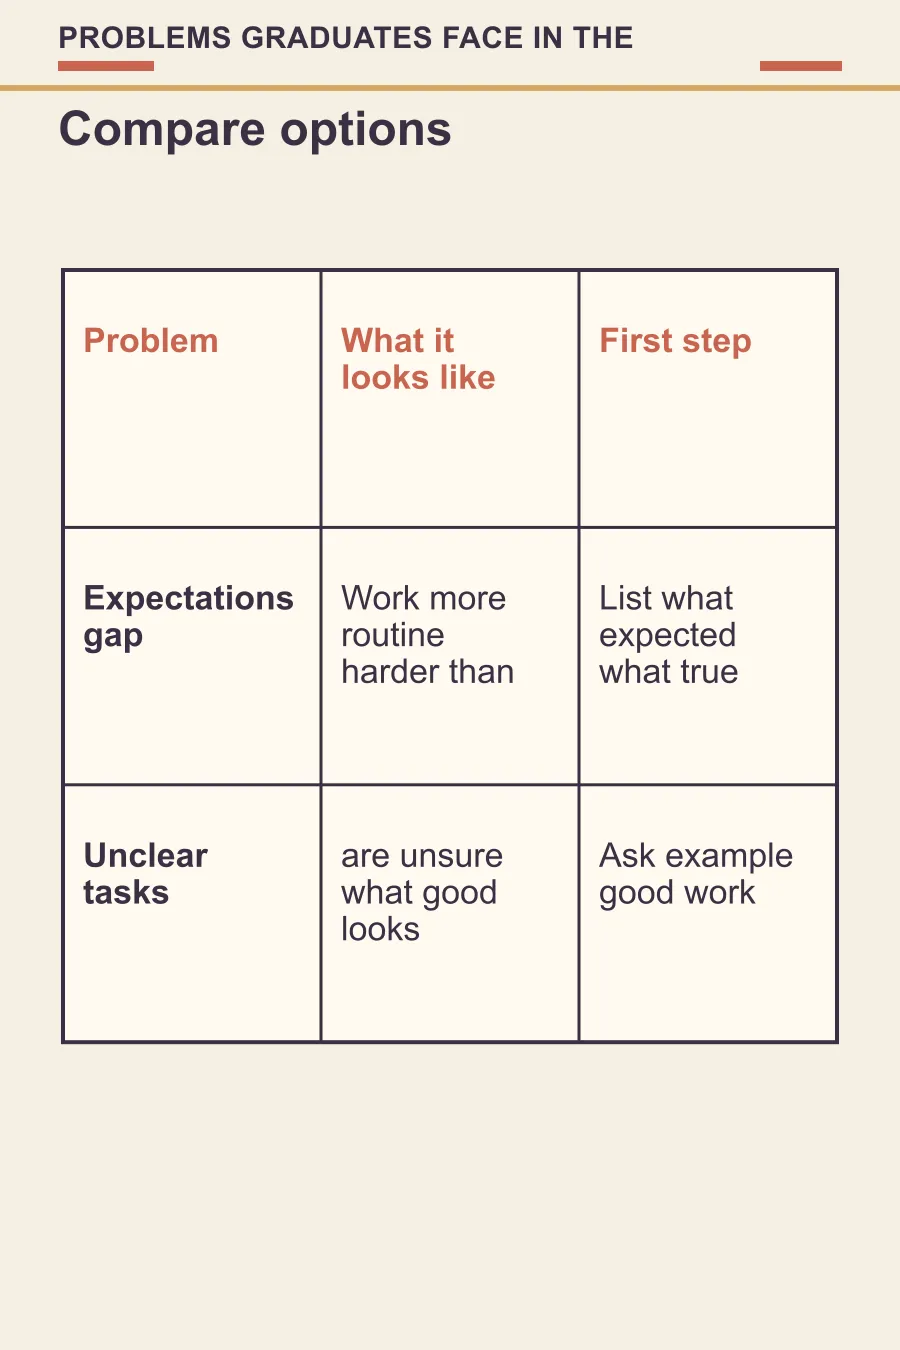 PROBLEMS GRADUATES FACE IN THE
Compare options
Problem
What it
looks like
First step
Expectations
gap
Work more
routine
harder than
List what
expected
what true
Unclear
tasks
are unsure
what good
looks
Ask example
good work